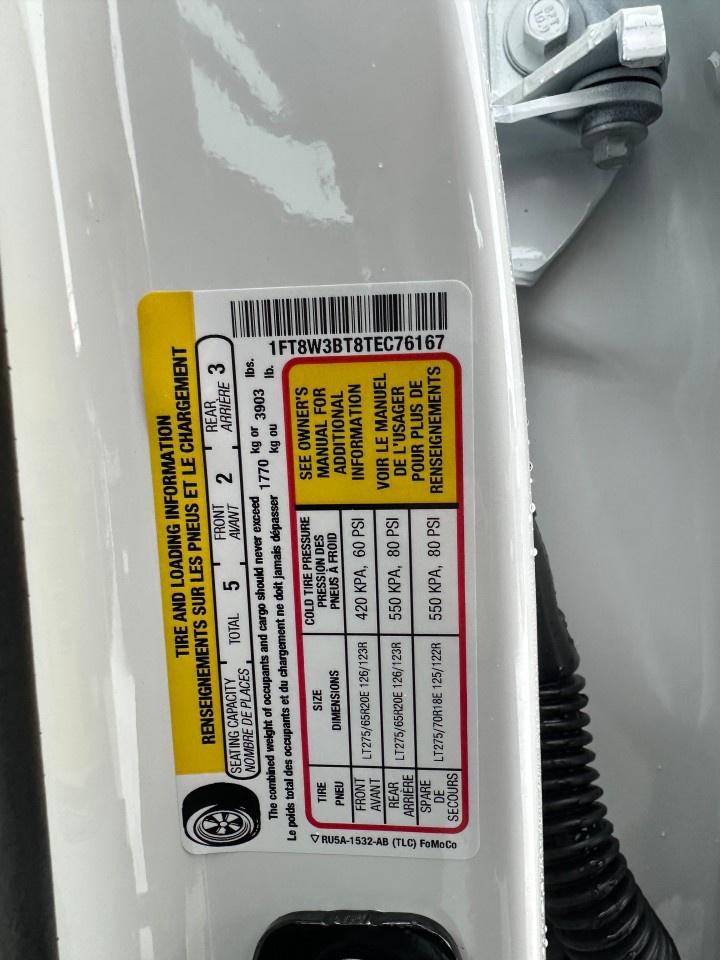 TIRE AND LOADING INFORMATION
RENSEIGNEMENTS SUR LES PNEUS ET LE CHARGEMENT
SEATING CAPACITY TOTAL 5 FRONT 2 REAR 3
NOMBRE DE PLACES AVANT ARRIÈRE
The combined weight of occupants and cargo should never exceed 1770 kg or 3903 lbs.
Le poids total des occupants et du chargement ne doit jamais dépasser kg ou lb.
1FT8W3BT8TEC76167
TIRE SIZE COLD TIRE PRESSURE
PNEU DIMENSIONS PRESSION DES
PNEUS À FROID
FRONT LT275/65R20E 126/123R 420 KPA, 60 PSI
AVANT
REAR LT275/65R20E 126/123R 550 KPA, 80 PSI
ARRIÈRE
SPARE LT275/70R18E 125/122R 550 KPA, 80 PSI
DE
SECOURS
SEE OWNER'S
MANUAL FOR
ADDITIONAL
INFORMATION
VOIR LE MANUEL
DE L'USAGER
POUR PLUS DE
RENSEIGNEMENTS
RU5A-1532-AB (TLC) FoMoCo